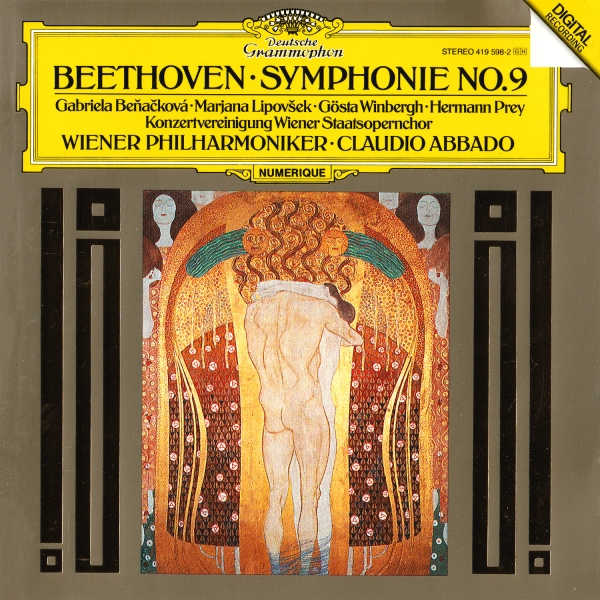 DIGITAL
RECORDING
Deutsche
Grammophon
STEREO 419 598-2 GH
BEETHOVEN · SYMPHONIE NO. 9
Gabriela Beňačková · Marjana Lipovšek · Gösta Winbergh · Hermann Prey
Konzertvereinigung Wiener Staatsopernchor
WIENER PHILHARMONIKER · CLAUDIO ABBADO
NUMERIQUE